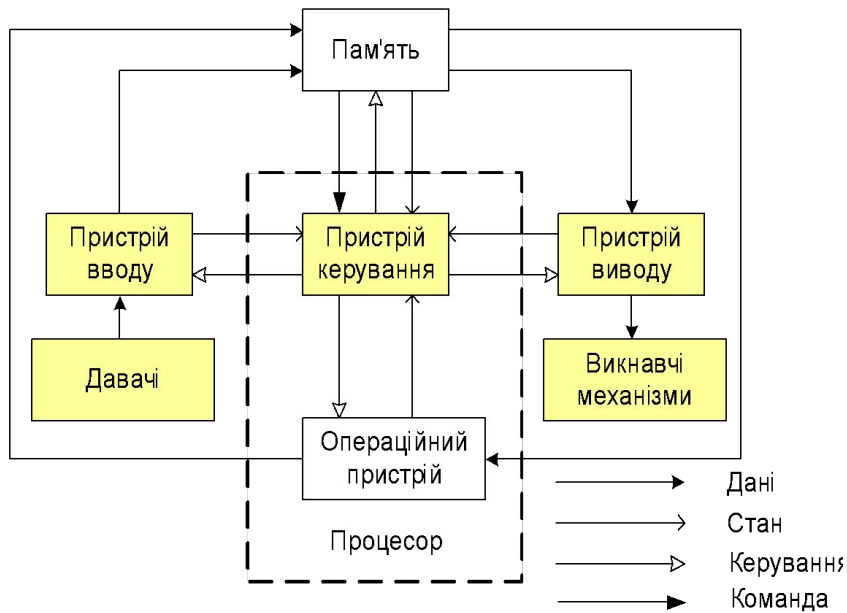 Пам'ять
Пристрій
вводу
Пристрій
керування
Пристрій
виводу
Давачі
Викнавчі
механізми
Операційний
пристрій
Процесор
Дані
Стан
Керування
Команда